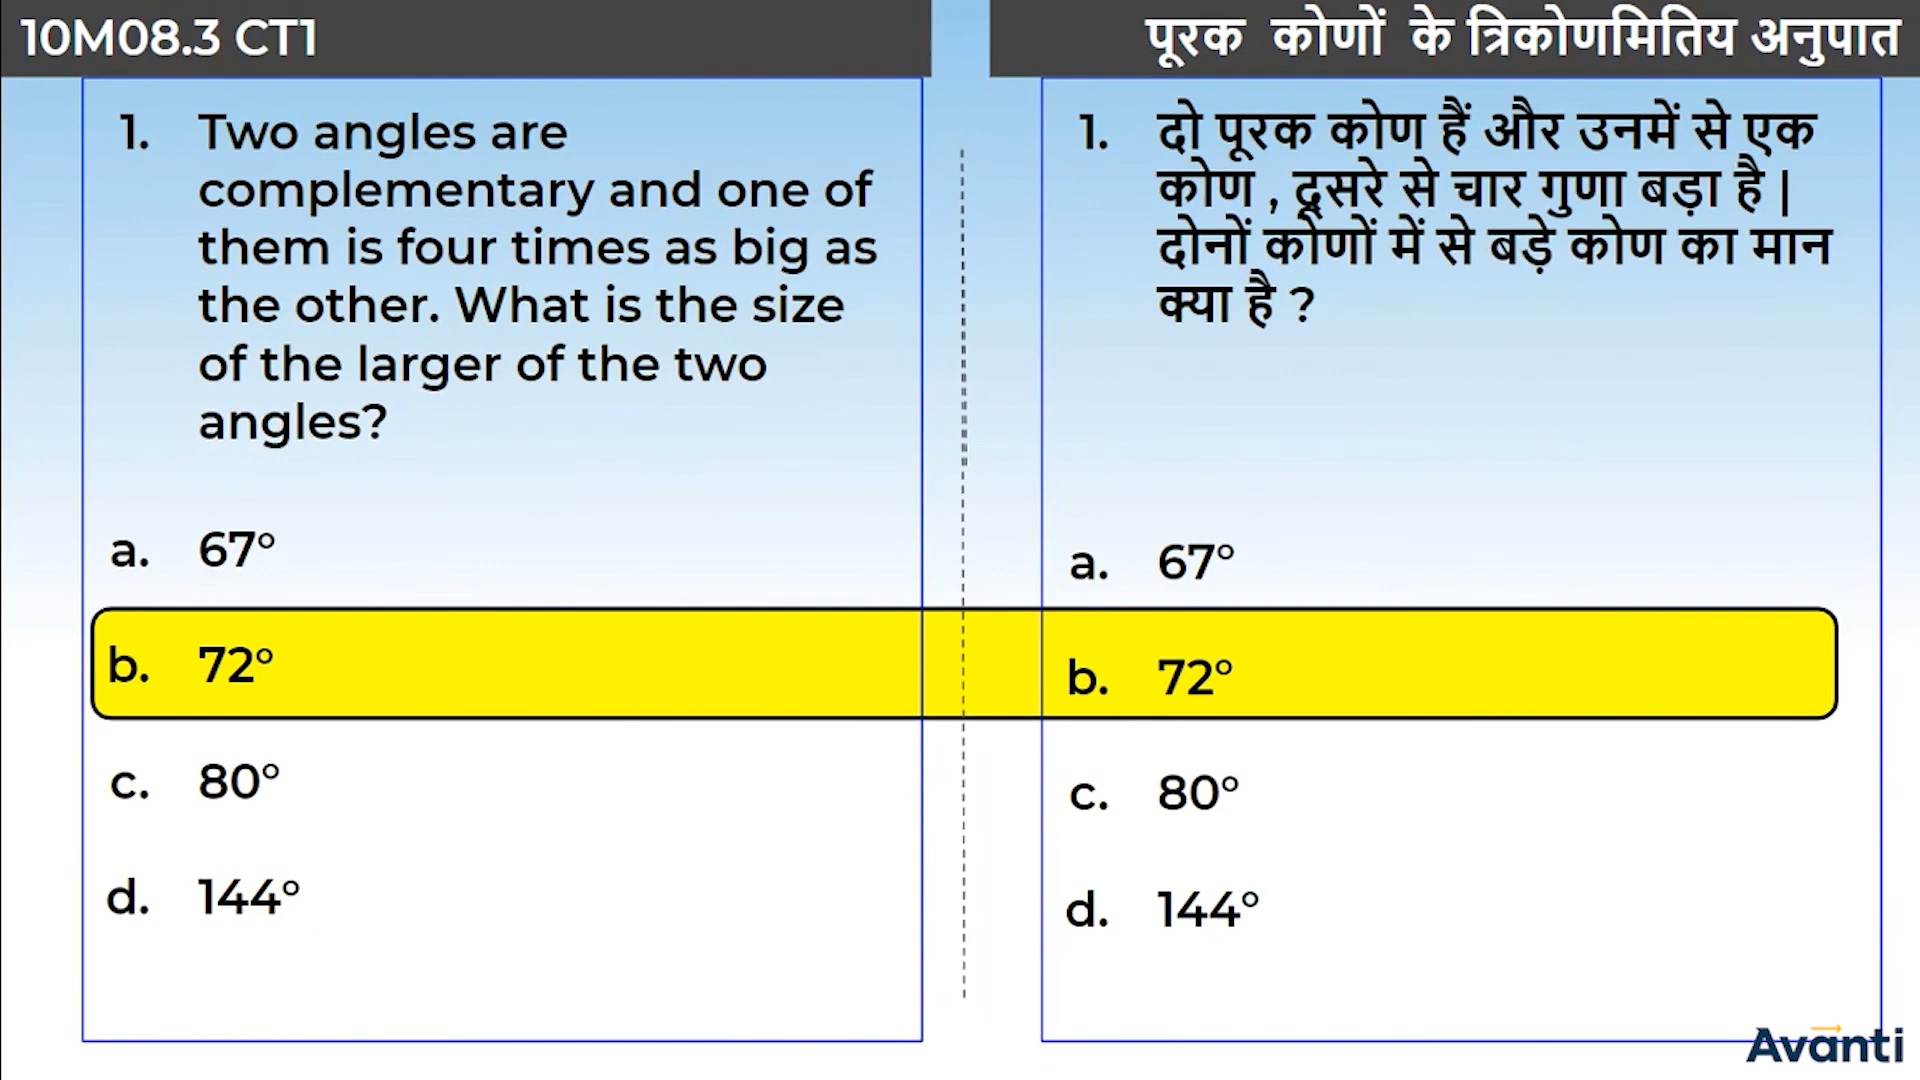 10M08.3 CT1
पूरक कोणों के त्रिकोणमितिय अनुपात
1. Two angles are
complementary and one of
them is four times as big as
the other. What is the size
of the larger of the two
angles?
a. 67°
b. 72°
c. 80°
d. 144°
1. दो पूरक कोण हैं और उनमें से एक
कोण , दूसरे से चार गुणा बड़ा है |
दोनों कोणों में से बड़े कोण का मान
क्या है ?
a. 67°
b. 72°
c. 80°
d. 144°
Avanti